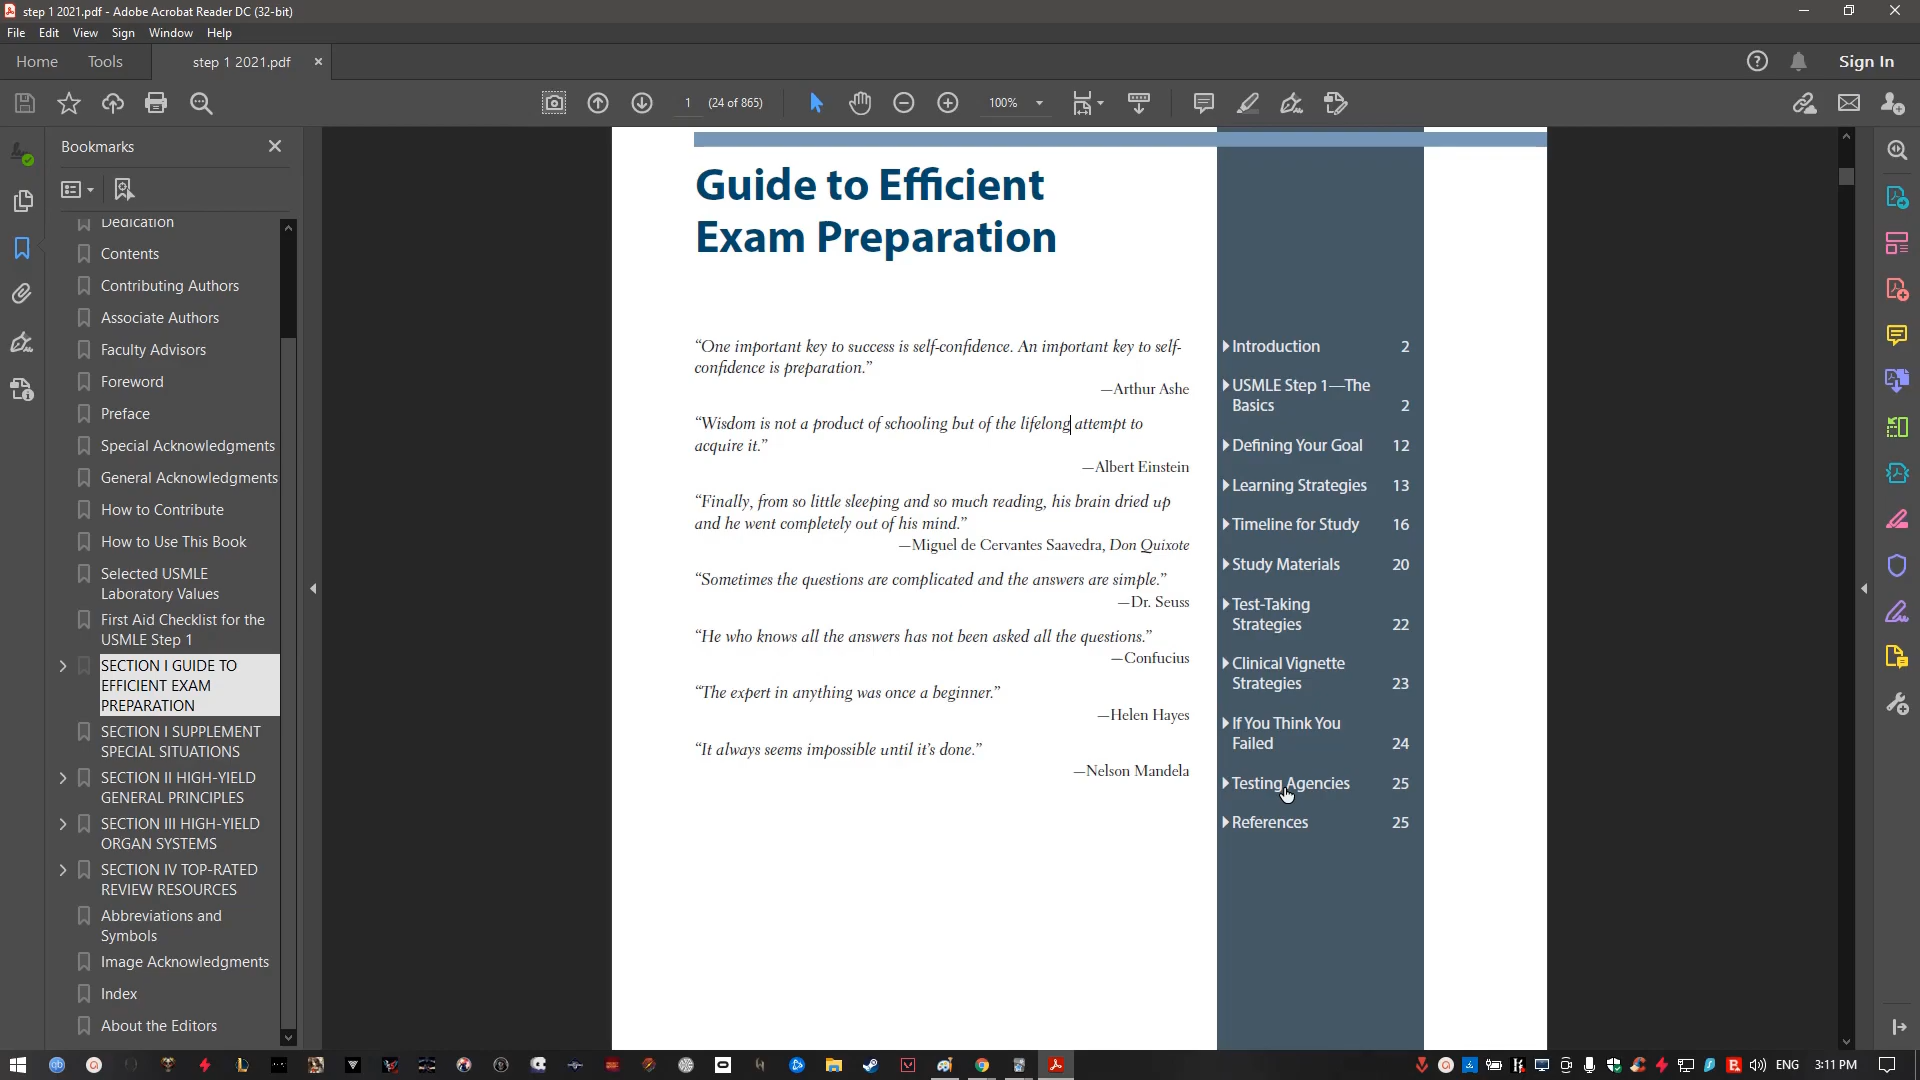 step 1 2021.pdf - Adobe Acrobat Reader DC (32-bit)
File Edit View Sign Window Help
Home Tools step 1 2021.pdf Sign In
1 (24 of 865) 100%
Bookmarks
Dedication
Contents
Contributing Authors
Associate Authors
Faculty Advisors
Foreword
Preface
Special Acknowledgments
General Acknowledgments
How to Contribute
How to Use This Book
Selected USMLE
Laboratory Values
First Aid Checklist for the
USMLE Step 1
SECTION I GUIDE TO
EFFICIENT EXAM
PREPARATION
SECTION I SUPPLEMENT
SPECIAL SITUATIONS
SECTION II HIGH-YIELD
GENERAL PRINCIPLES
SECTION III HIGH-YIELD
ORGAN SYSTEMS
SECTION IV TOP-RATED
REVIEW RESOURCES
Abbreviations and
Symbols
Image Acknowledgments
Index
About the Editors
Guide to Efficient
Exam Preparation
“One important key to success is self-confidence. An important key to self-
confidence is preparation.”
—Arthur Ashe
“Wisdom is not a product of schooling but of the lifelong attempt to
acquire it.”
—Albert Einstein
“Finally, from so little sleeping and so much reading, his brain dried up
and he went completely out of his mind.”
—Miguel de Cervantes Saavedra, Don Quixote
“Sometimes the questions are complicated and the answers are simple.”
—Dr. Seuss
“He who knows all the answers has not been asked all the questions.”
—Confucius
“The expert in anything was once a beginner.”
—Helen Hayes
“It always seems impossible until it’s done.”
—Nelson Mandela
Introduction 2
USMLE Step 1—The
Basics 2
Defining Your Goal 12
Learning Strategies 13
Timeline for Study 16
Study Materials 20
Test-Taking
Strategies 22
Clinical Vignette
Strategies 23
If You Think You
Failed 24
Testing Agencies 25
References 25
ENG 3:11 PM